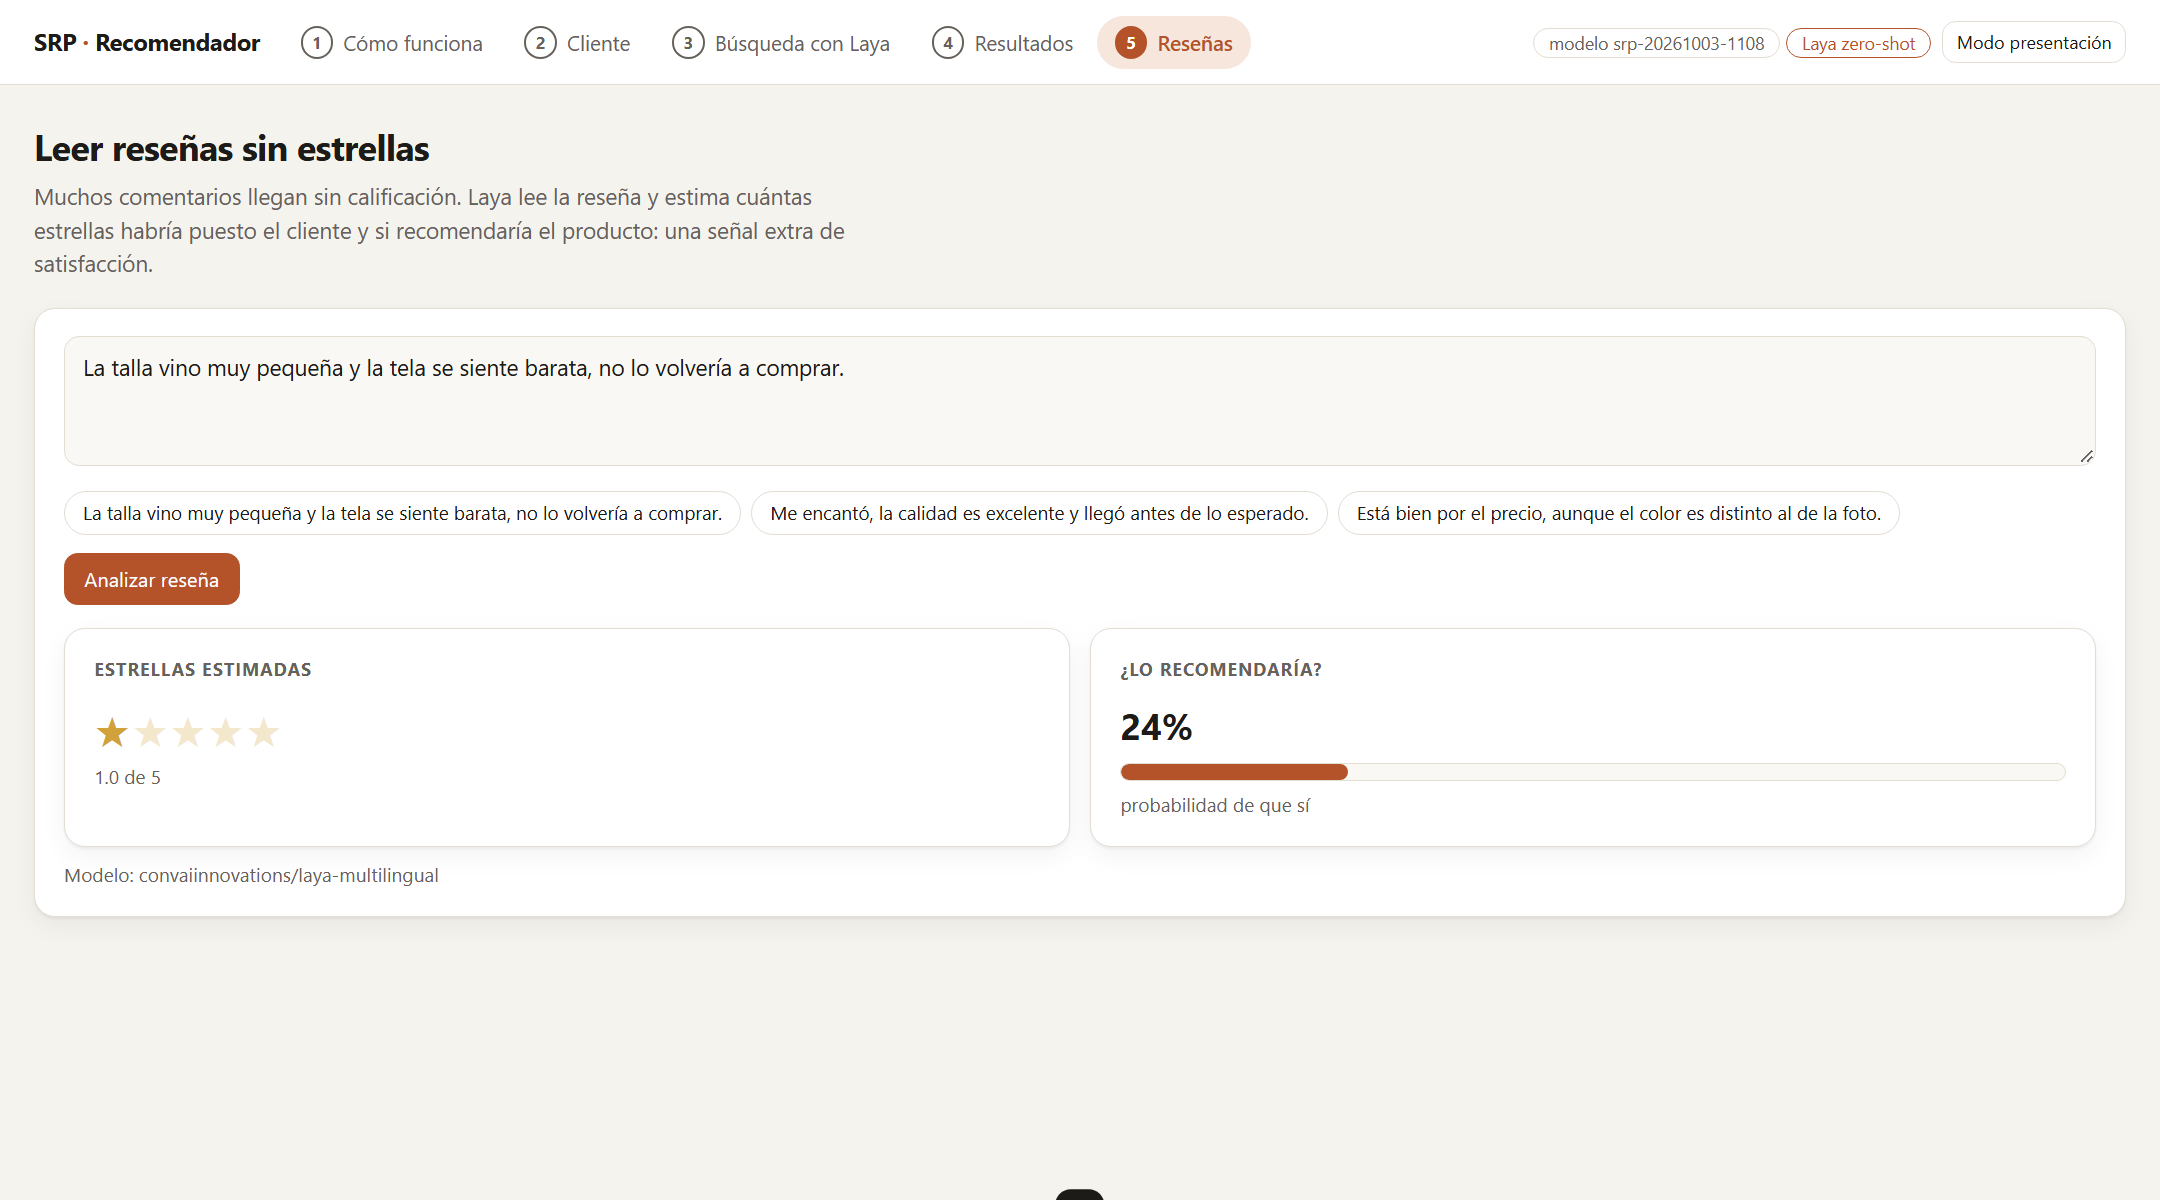 SRP · Recomendador
1 Cómo funciona
2 Cliente
3 Búsqueda con Laya
4 Resultados
5 Reseñas
modelo srp-20261003-1108
Laya zero-shot
Modo presentación
Leer reseñas sin estrellas
Muchos comentarios llegan sin calificación. Laya lee la reseña y estima cuántas
estrellas habría puesto el cliente y si recomendaría el producto: una señal extra de
satisfacción.
La talla vino muy pequeña y la tela se siente barata, no lo volvería a comprar.
La talla vino muy pequeña y la tela se siente barata, no lo volvería a comprar.
Me encantó, la calidad es excelente y llegó antes de lo esperado.
Está bien por el precio, aunque el color es distinto al de la foto.
Analizar reseña
ESTRELLAS ESTIMADAS
1.0 de 5
¿LO RECOMENDARÍA?
24%
probabilidad de que sí
Modelo: convaiinnovations/laya-multilingual